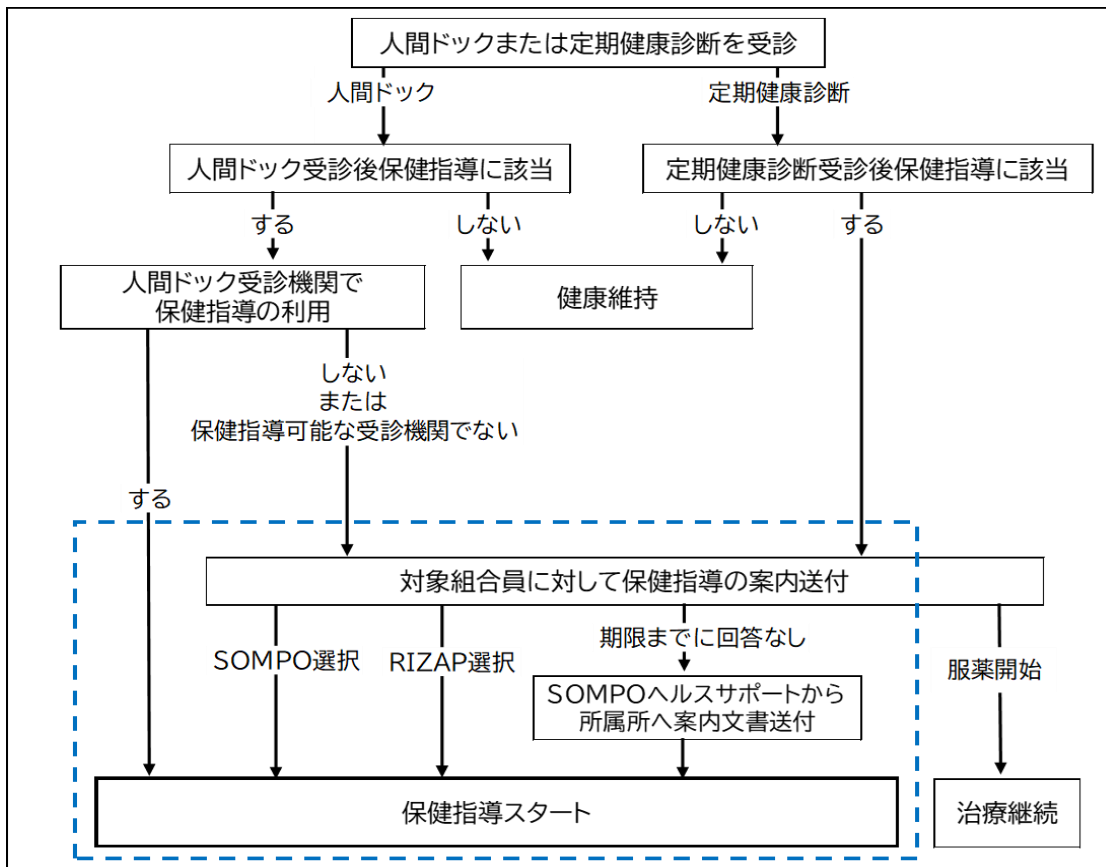 人間ドックまたは定期健康診断を受診
人間ドック
定期健康診断
人間ドック受診後保健指導に該当
定期健康診断受診後保健指導に該当
する
しない
しない
する
人間ドック受診機関で
保健指導の利用
健康維持
しない
または
保健指導可能な受診機関でない
する
対象組合員に対して保健指導の案内送付
SOMPO選択
RIZAP選択
期限までに回答なし
服薬開始
SOMPOヘルスサポートから
所属所へ案内文書送付
保健指導スタート
治療継続